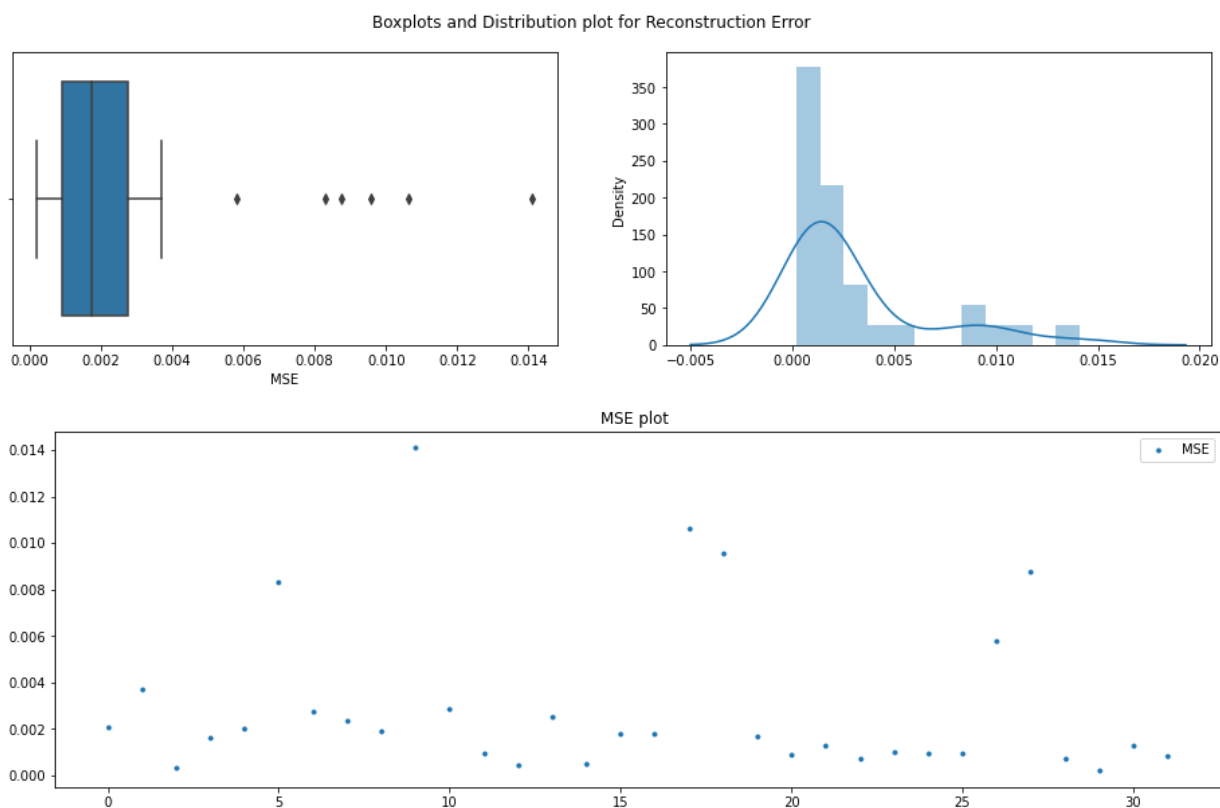 Boxplots and Distribution plot for Reconstruction Error
0.000 0.002 0.004 0.006 0.008 0.010 0.012 0.014
MSE
Density
350
300
250
200
150
100
50
0
−0.005 0.000 0.005 0.010 0.015 0.020
MSE plot
MSE
0.014
0.012
0.010
0.008
0.006
0.004
0.002
0.000
0 5 10 15 20 25 30